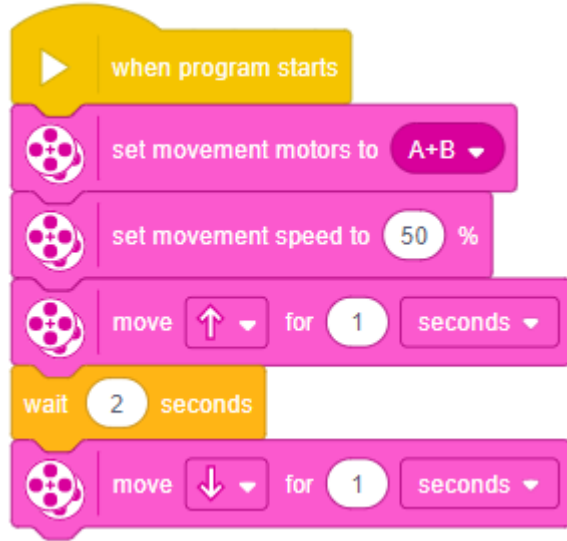 when program starts
set movement motors to A+B
set movement speed to 50 %
move for 1 seconds
wait 2 seconds
move for 1 seconds